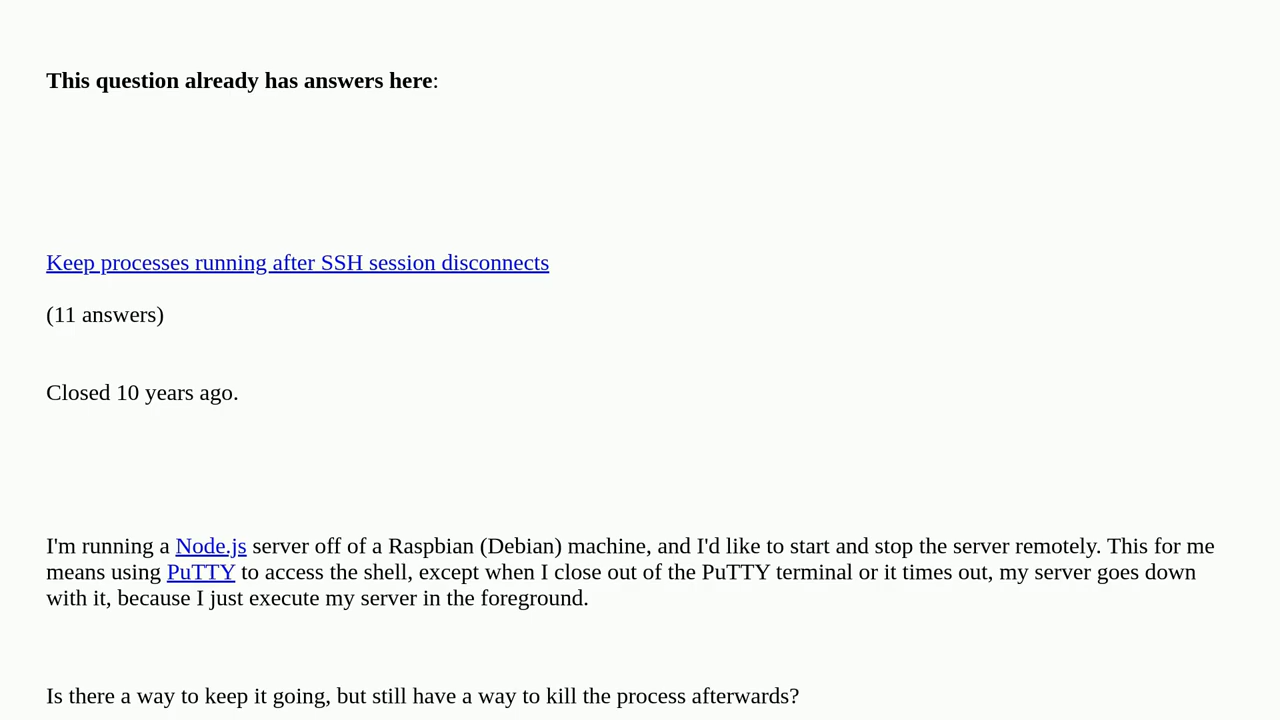 This question already has answers here:
Keep processes running after SSH session disconnects
(11 answers)
Closed 10 years ago.
I'm running a Node.js server off of a Raspbian (Debian) machine, and I'd like to start and stop the server remotely. This for me
means using PuTTY to access the shell, except when I close out of the PuTTY terminal or it times out, my server goes down
with it, because I just execute my server in the foreground.
Is there a way to keep it going, but still have a way to kill the process afterwards?